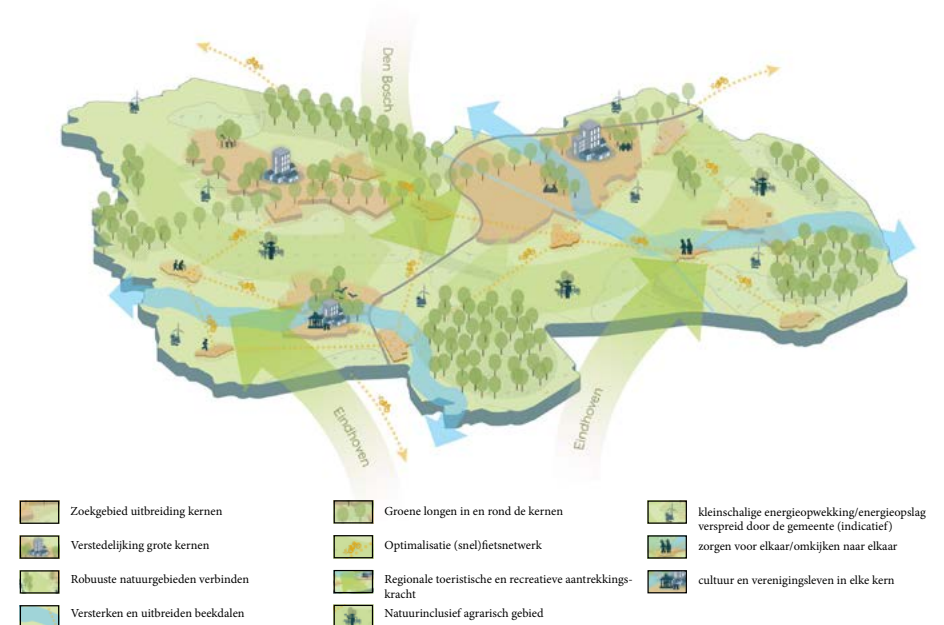 Den Bosch
Eindhoven
Eindhoven
Zoekgebied uitbreiding kernen
Verstedelijking grote kernen
Robuuste natuurgebieden verbinden
Versterken en uitbreiden beekdalen
Groene longen in en rond de kernen
Optimalisatie (snel)fietsnetwerk
Regionale toeristische en recreatieve aantrekkings-
kracht
Natuurinclusief agrarisch gebied
kleinschalige energieopwekking/energieopslag
verspreid door de gemeente (indicatief)
zorgen voor elkaar/omkijken naar elkaar
cultuur en verenigingsleven in elke kern